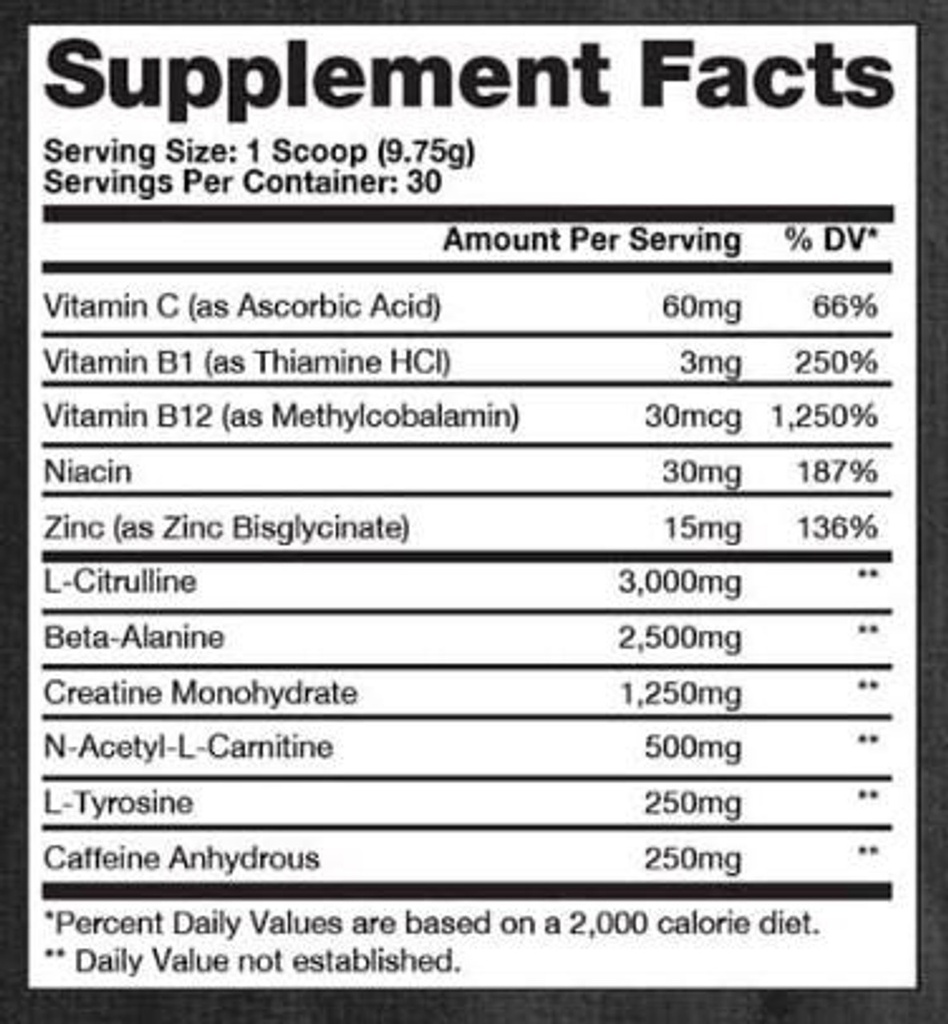 Supplement Facts
Serving Size: 1 Scoop (9.75g)
Servings Per Container: 30
Amount Per Serving % DV*
Vitamin C (as Ascorbic Acid) 60mg 66%
Vitamin B1 (as Thiamine HCl) 3mg 250%
Vitamin B12 (as Methylcobalamin) 30mcg 1,250%
Niacin 30mg 187%
Zinc (as Zinc Bisglycinate) 15mg 136%
L-Citrulline 3,000mg **
Beta-Alanine 2,500mg **
Creatine Monohydrate 1,250mg **
N-Acetyl-L-Carnitine 500mg **
L-Tyrosine 250mg **
Caffeine Anhydrous 250mg **
*Percent Daily Values are based on a 2,000 calorie diet.
** Daily Value not established.